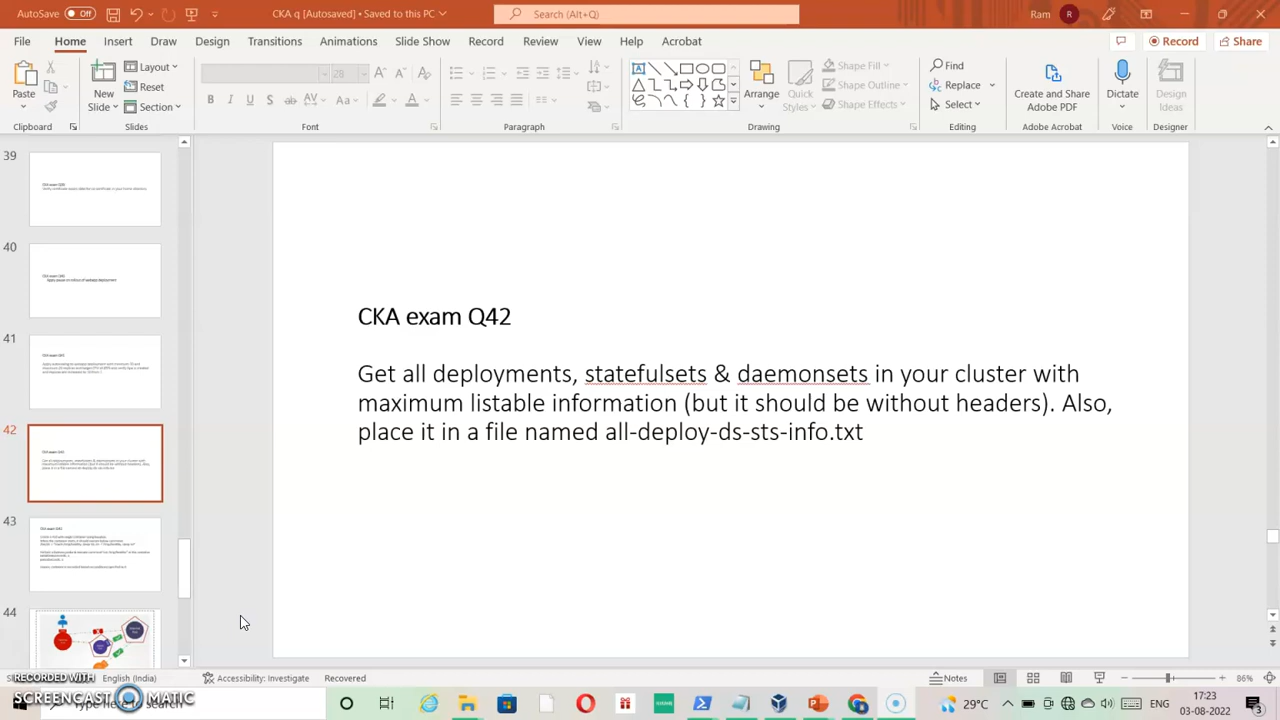 AutoSave Off CKA q [Autosaved] • Saved to this PC Search (Alt+Q) Ram R
File Home Insert Draw Design Transitions Animations Slide Show Record Review View Help Acrobat Record Share
Paste New Slide Layout Reset Section 28 B I U ab AV Aa A Arrange Quick Styles Shape Fill Shape Outline Shape Effects Find Replace Select Create and Share Adobe PDF Dictate Design Ideas
Clipboard Slides Font Paragraph Drawing Editing Adobe Acrobat Voice Designer
39
40
41
42
43
44
CKA exam Q42
Get all deployments, statefulsets & daemonsets in your cluster with
maximum listable information (but it should be without headers). Also,
place it in a file named all-deploy-ds-sts-info.txt
RECORDED WITH
SCREENCAST MATIC
English (India) Accessibility: Investigate Recovered Notes 86%
29°C ENG 17:23
03-08-2022 3